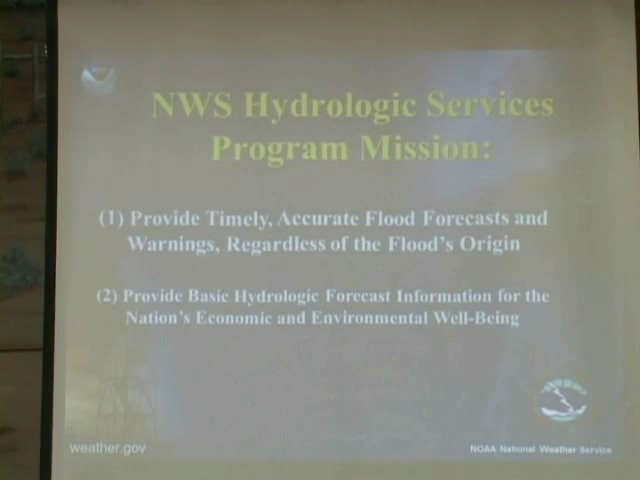 NWS Hydrologic Services
Program Mission:
(1) Provide Timely, Accurate Flood Forecasts and
Warnings, Regardless of the Flood's Origin
(2) Provide Basic Hydrologic Forecast Information for the
Nation's Economic and Environmental Well-Being
weather.gov
NOAA National Weather Service